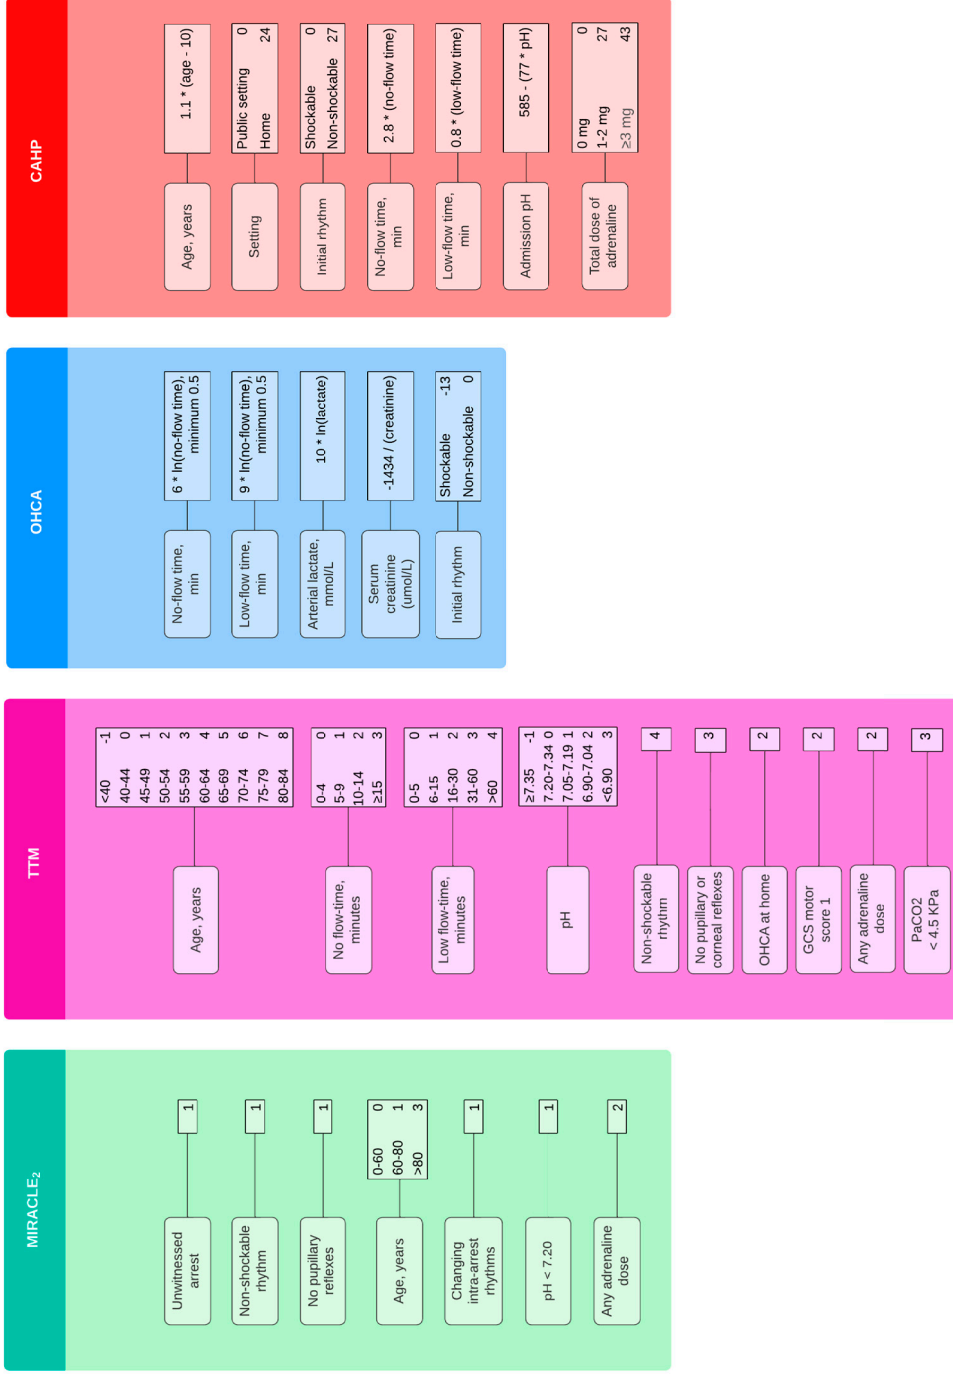 MIRACLE₂
Unwitnessed
arrest
1
Non-shockable
rhythm
1
No pupillary
reflexes
1
Age, years
0-60 0
60-80 1
>80 3
Changing
intra-arrest
rhythms
1
pH < 7.20
1
Any adrenaline
dose
2
TTM
Age, years
<40 -1
40-44 0
45-49 1
50-54 2
55-59 3
60-64 4
65-69 5
70-74 6
75-79 7
80-84 8
No flow-time,
minutes
0-4 0
5-9 1
10-14 2
≥15 3
Low flow-time,
minutes
0-5 0
6-15 1
16-30 2
31-60 3
>60 4
pH
≥7.35 -1
7.20-7.34 0
7.05-7.19 1
6.90-7.04 2
<6.90 3
Non-shockable
rhythm
4
No pupillary or
corneal reflexes
3
OHCA at home
2
GCS motor
score 1
2
Any adrenaline
dose
2
PaCO2
< 4.5 KPa
3
OHCA
No-flow time,
min
6 * ln(no-flow time),
minimum 0.5
Low-flow time,
min
9 * ln(no-flow time),
minimum 0.5
Arterial lactate,
mmol/L
10 * ln(lactate)
Serum
creatinine
(umol/L)
-1434 / (creatinine)
Initial rhythm
Shockable -13
Non-shockable 0
CAHP
Age, years
1.1 * (age - 10)
Setting
Public setting 0
Home 24
Initial rhythm
Shockable 0
Non-shockable 27
No-flow time,
min
2.8 * (no-flow time)
Low-flow time,
min
0.8 * (low-flow time)
Admission pH
585 - (77 * pH)
Total dose of
adrenaline
0 mg 0
1-2 mg 27
≥3 mg 43